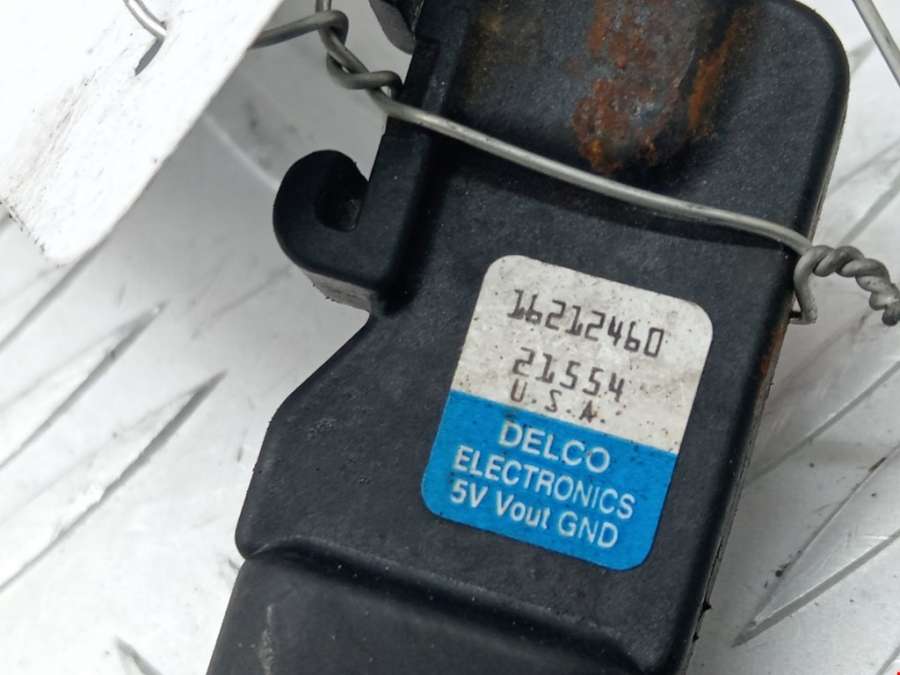 16212460
21554
U.S.A.
DELCO
ELECTRONICS
5V Vout GND